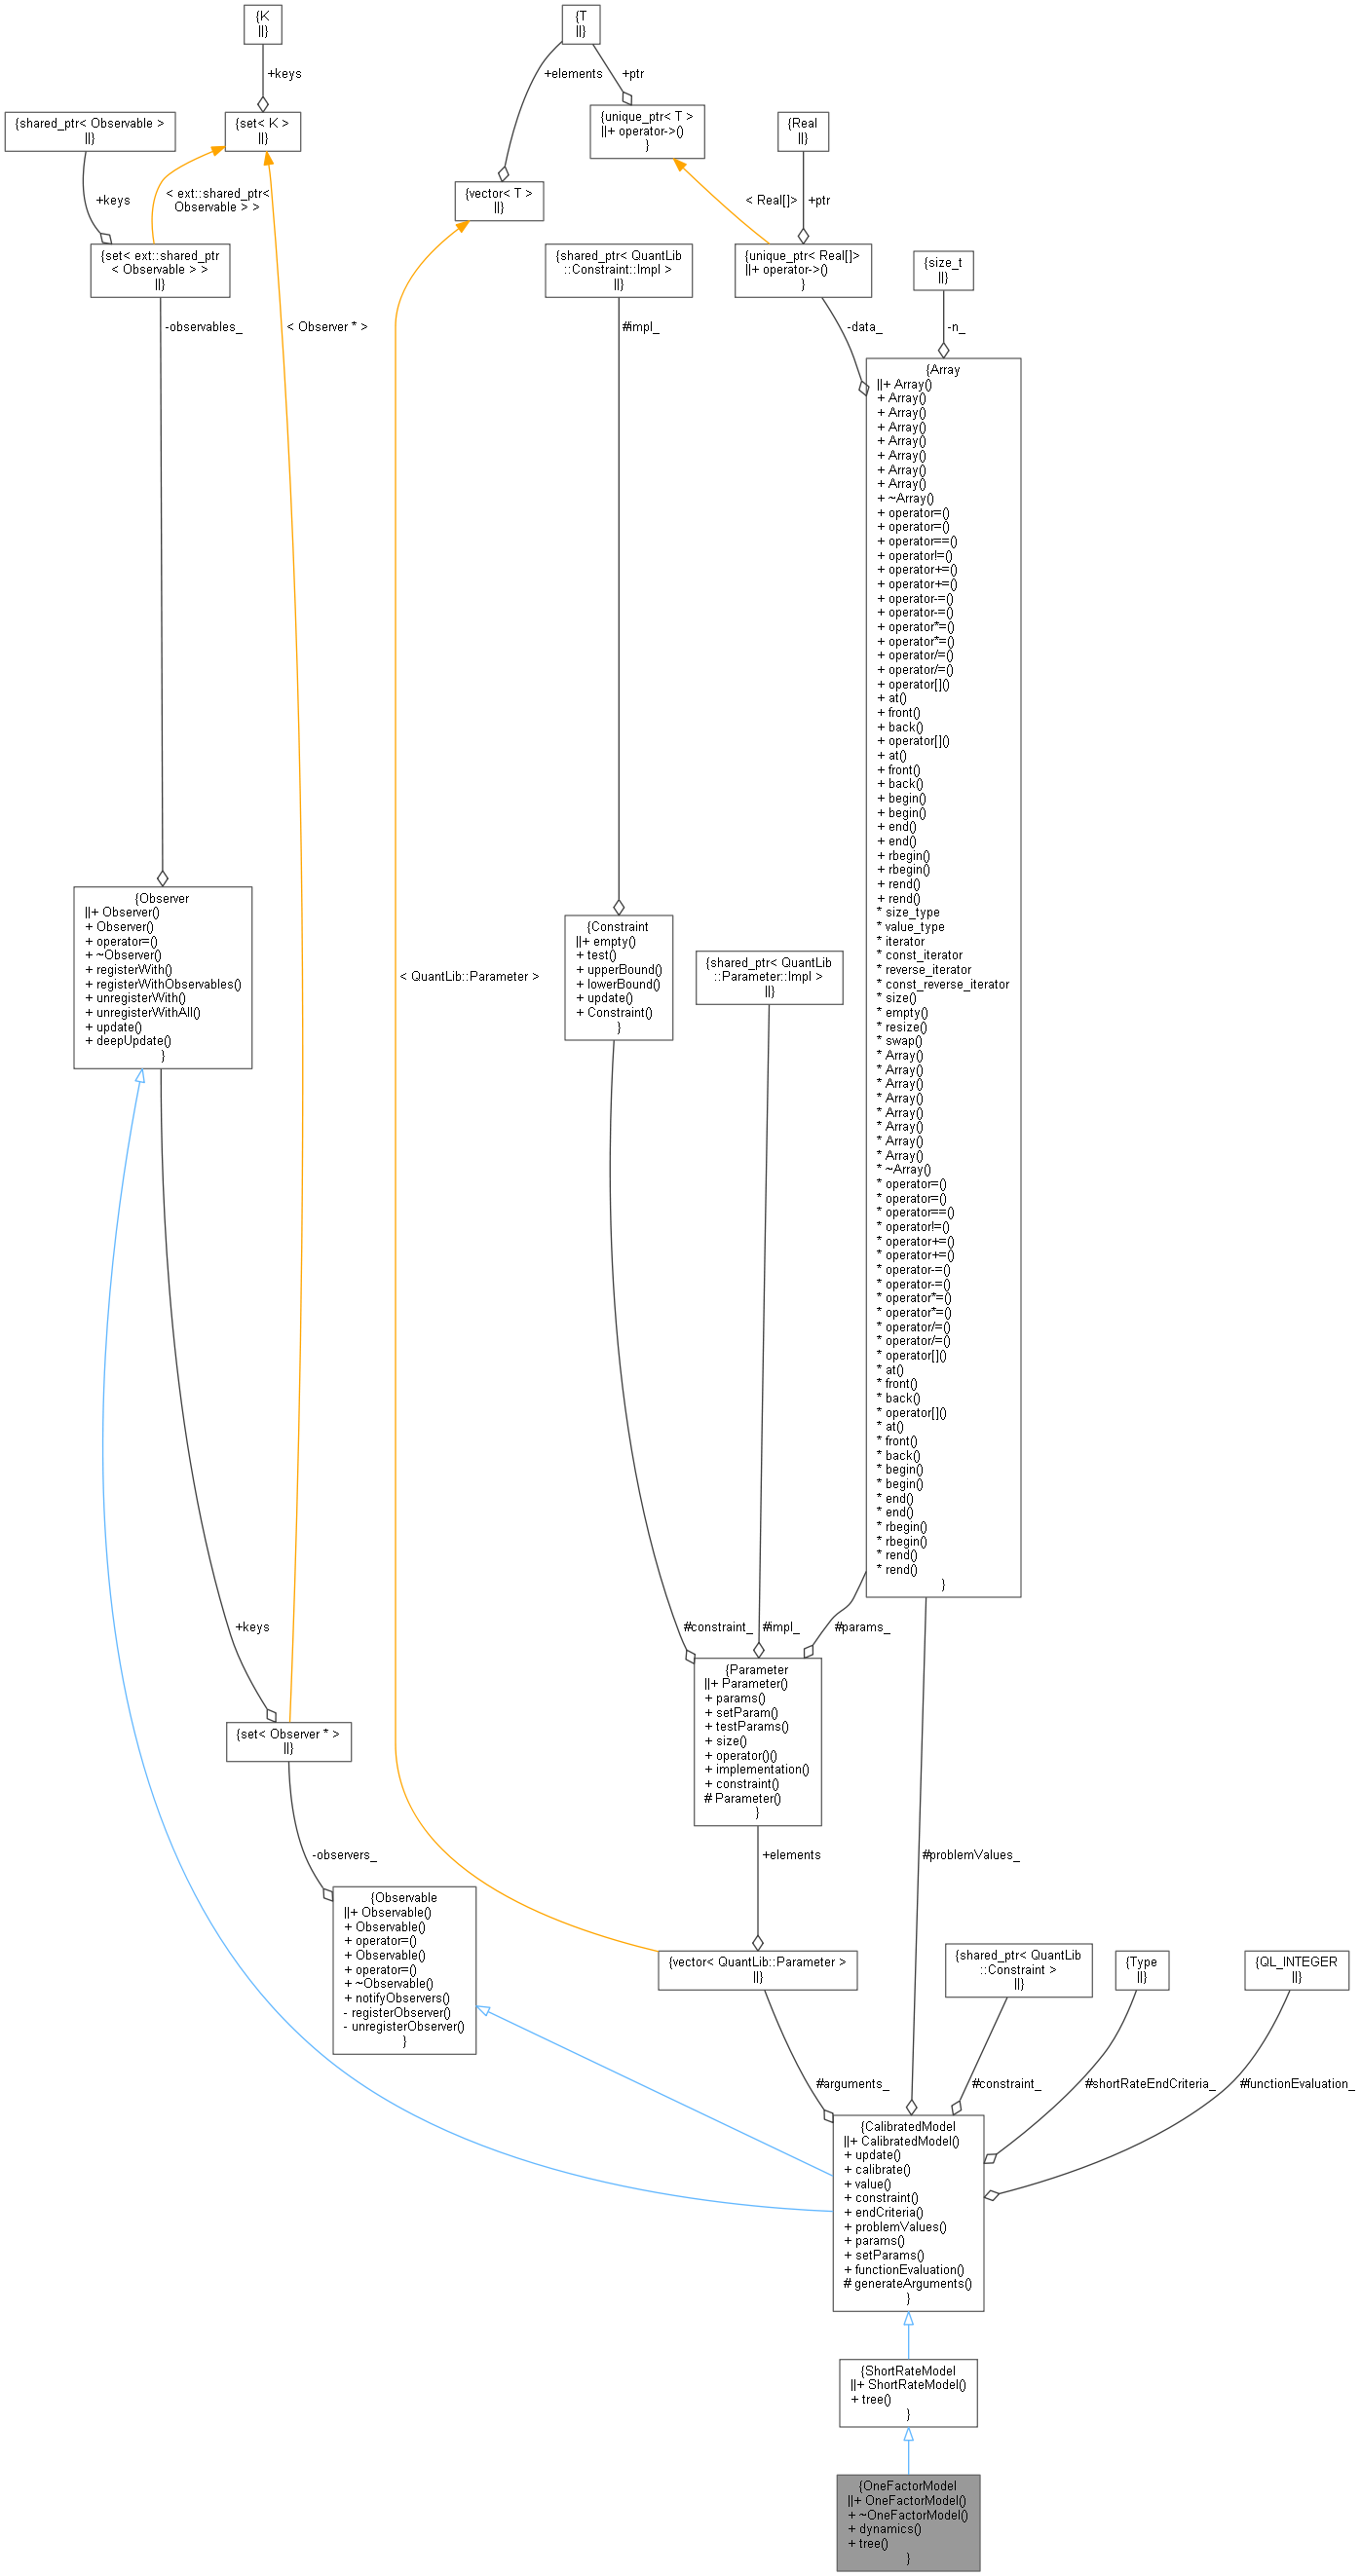 {K
||}
{T
||}
+keys
+elements
+ptr
{shared_ptr< Observable >
||}
{set< K >
||}
{unique_ptr< T >
||+ operator->()
}
{Real
||}
+keys
< ext::shared_ptr<
Observable > >
{vector< T >
||}
< Real[]>
+ptr
{set< ext::shared_ptr
< Observable > >
||}
{shared_ptr< QuantLib
::Constraint::Impl >
||}
{unique_ptr< Real[]>
||+ operator->()
}
{size_t
||}
-observables_
< Observer * >
#impl_
-data_
-n_
{Array
||+ Array()
+ Array()
+ Array()
+ Array()
+ Array()
+ Array()
+ Array()
+ Array()
+ ~Array()
+ operator=()
+ operator=()
+ operator==()
+ operator!=()
+ operator+=()
+ operator+=()
+ operator-=()
+ operator-=()
+ operator*=()
+ operator*=()
+ operator/=()
+ operator/=()
+ operator[]()
+ at()
+ front()
+ back()
+ operator[]()
+ at()
+ front()
+ back()
+ begin()
+ begin()
+ end()
+ end()
+ rbegin()
+ rbegin()
+ rend()
+ rend()
* size_type
* value_type
* iterator
* const_iterator
* reverse_iterator
* const_reverse_iterator
* size()
* empty()
* resize()
* swap()
* Array()
* Array()
* Array()
* Array()
* Array()
* Array()
* Array()
* Array()
* ~Array()
* operator=()
* operator=()
* operator==()
* operator!=()
* operator+=()
* operator+=()
* operator-=()
* operator-=()
* operator*=()
* operator*=()
* operator/=()
* operator/=()
* operator[]()
* at()
* front()
* back()
* operator[]()
* at()
* front()
* back()
* begin()
* begin()
* end()
* end()
* rbegin()
* rbegin()
* rend()
* rend()
}
{Observer
||+ Observer()
+ Observer()
+ operator=()
+ ~Observer()
+ registerWith()
+ registerWithObservables()
+ unregisterWith()
+ unregisterWithAll()
+ update()
+ deepUpdate()
}
< QuantLib::Parameter >
{Constraint
||+ empty()
+ test()
+ upperBound()
+ lowerBound()
+ update()
+ Constraint()
}
{shared_ptr< QuantLib
::Parameter::Impl >
||}
+keys
#constraint_
#impl_
#params_
{Parameter
||+ Parameter()
+ params()
+ setParam()
+ testParams()
+ size()
+ operator()()
+ implementation()
+ constraint()
# Parameter()
}
{set< Observer * >
||}
-observers_
+elements
#problemValues_
{Observable
||+ Observable()
+ Observable()
+ operator=()
+ Observable()
+ operator=()
+ ~Observable()
+ notifyObservers()
- registerObserver()
- unregisterObserver()
}
{vector< QuantLib::Parameter >
||}
{shared_ptr< QuantLib
::Constraint >
||}
{Type
||}
{QL_INTEGER
||}
#arguments_
#constraint_
#shortRateEndCriteria_
#functionEvaluation_
{CalibratedModel
||+ CalibratedModel()
+ update()
+ calibrate()
+ value()
+ constraint()
+ endCriteria()
+ problemValues()
+ params()
+ setParams()
+ functionEvaluation()
# generateArguments()
}
{ShortRateModel
||+ ShortRateModel()
+ tree()
}
{OneFactorModel
||+ OneFactorModel()
+ ~OneFactorModel()
+ dynamics()
+ tree()
}